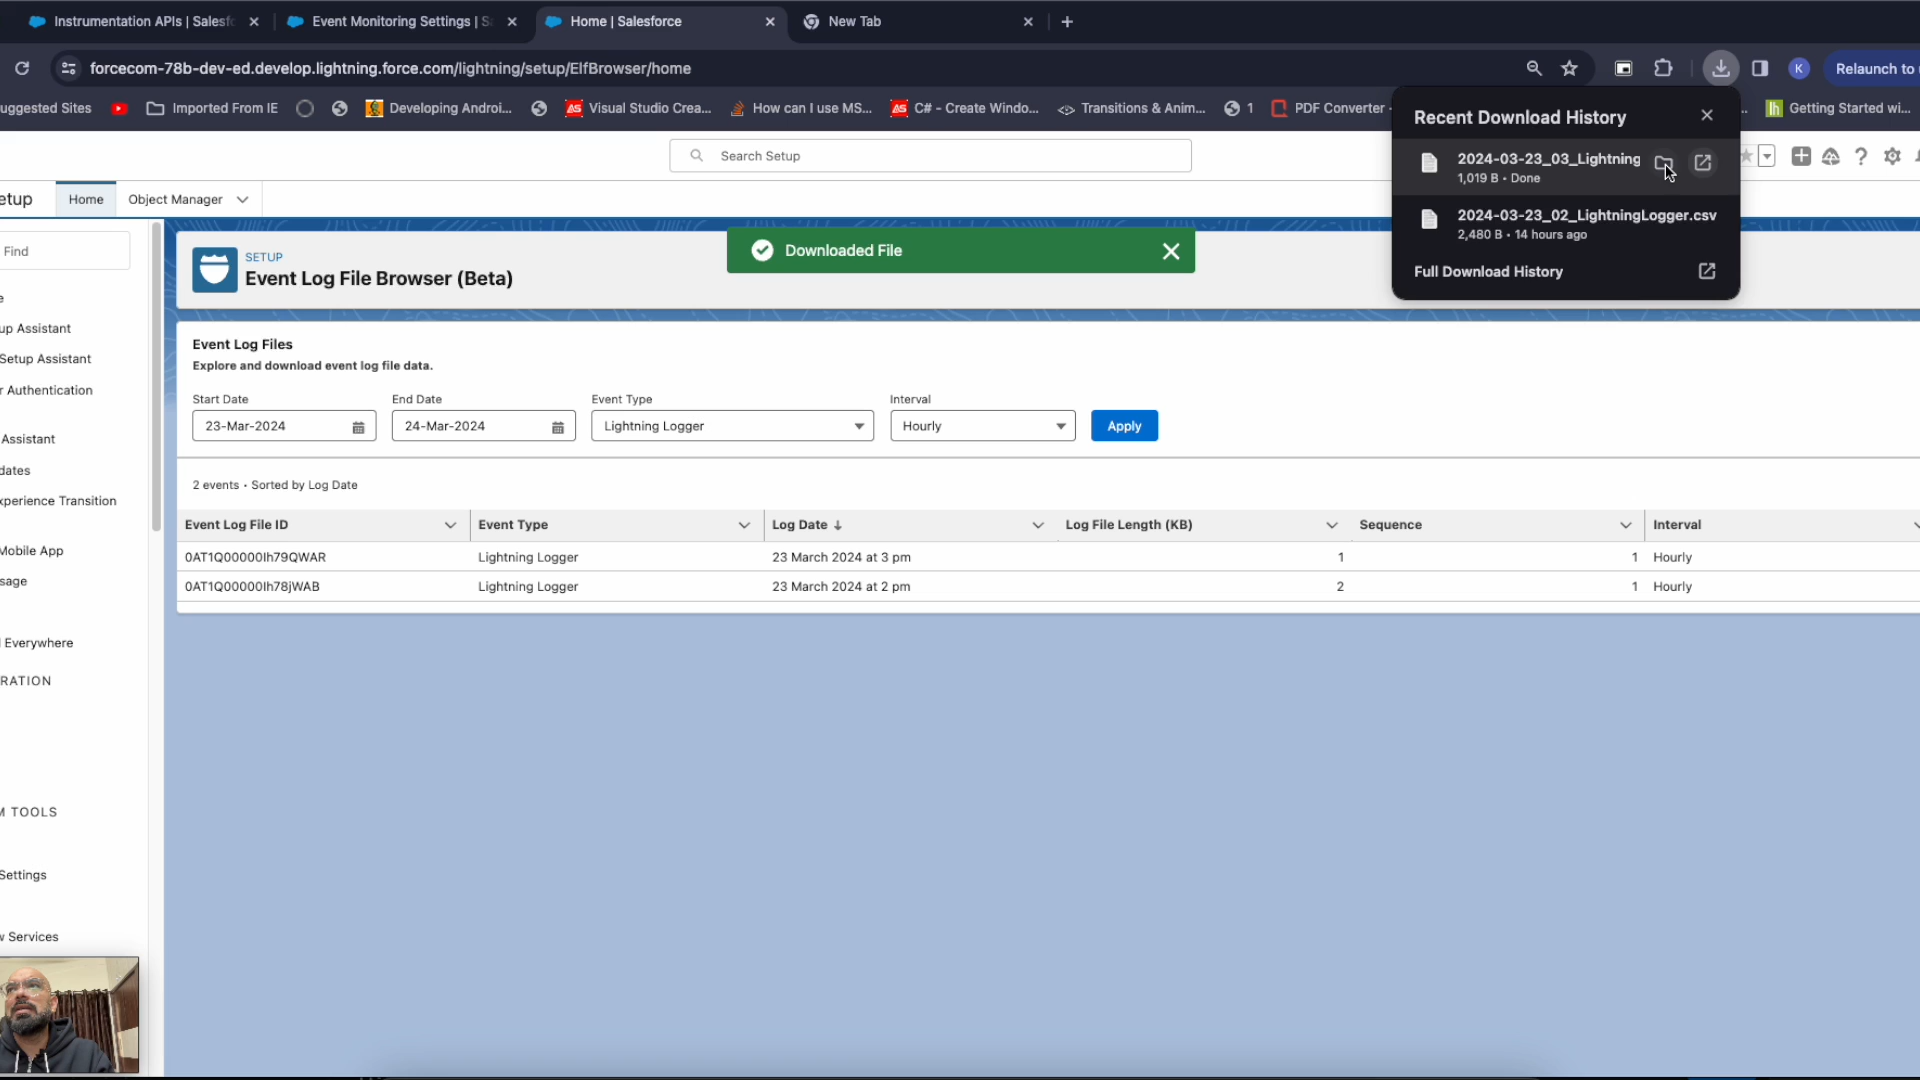 Instrumentation APIs | Salesf
Event Monitoring Settings | S
Home | Salesforce
New Tab
forcecom-78b-dev-ed.develop.lightning.force.com/lightning/setup/ElfBrowser/home
K
Relaunch to
uggested Sites
Imported From IE
Developing Androi...
Visual Studio Crea...
How can I use MS...
C# - Create Windo...
Transitions & Anim...
1
PDF Converter
Getting Started wi...
Recent Download History
2024-03-23_03_Lightning
1,019 B • Done
2024-03-23_02_LightningLogger.csv
2,480 B • 14 hours ago
Full Download History
Search Setup
etup
Home
Object Manager
Find
e
up Assistant
Setup Assistant
r Authentication
Assistant
dates
xperience Transition
Mobile App
sage
l Everywhere
RATION
M TOOLS
Settings
w Services
Downloaded File
SETUP
Event Log File Browser (Beta)
Event Log Files
Explore and download event log file data.
Start Date
End Date
Event Type
Interval
23-Mar-2024
24-Mar-2024
Lightning Logger
Hourly
Apply
2 events • Sorted by Log Date
Event Log File ID
Event Type
Log Date ↓
Log File Length (KB)
Sequence
Interval
0AT1Q00000Ih79QWAR
Lightning Logger
23 March 2024 at 3 pm
1
1
Hourly
0AT1Q00000Ih78jWAB
Lightning Logger
23 March 2024 at 2 pm
2
1
Hourly